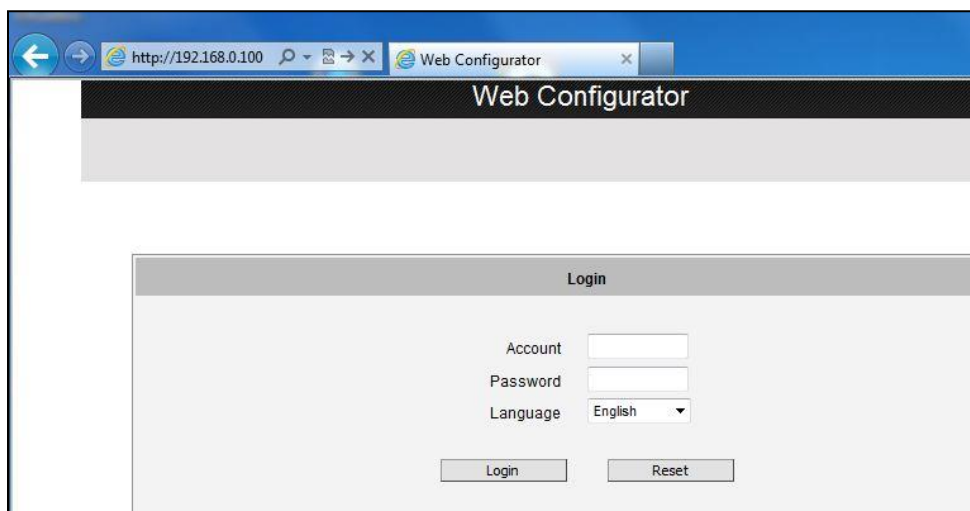 http://192.168.0.100
Web Configurator
Web Configurator
Login
Account
Password
Language English
Login Reset